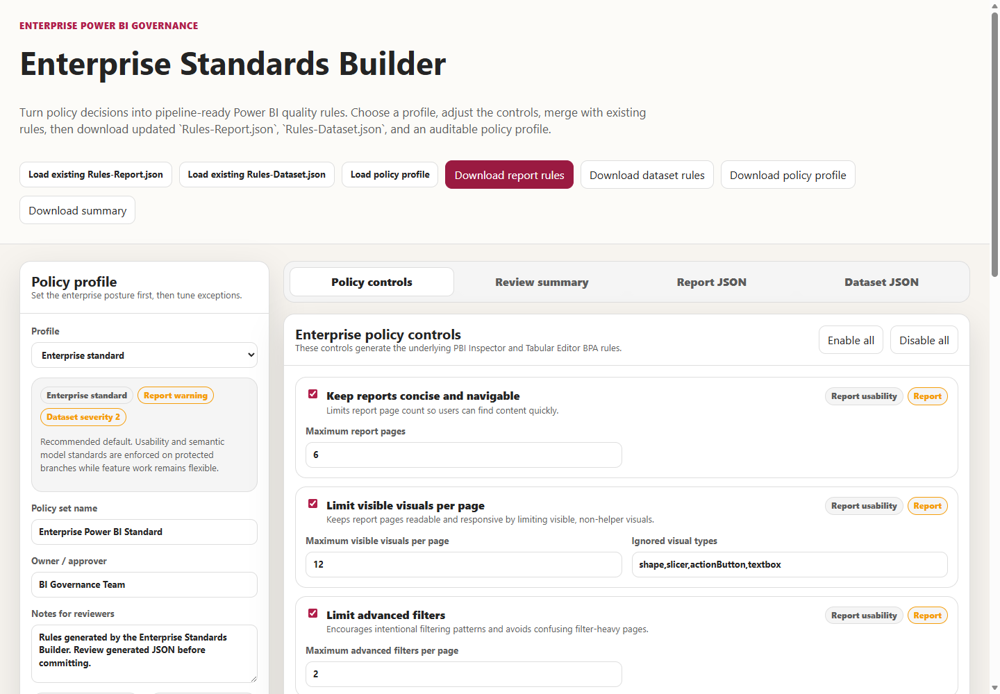 ENTERPRISE POWER BI GOVERNANCE
Enterprise Standards Builder
Turn policy decisions into pipeline-ready Power BI quality rules. Choose a profile, adjust the controls, merge with existing
rules, then download updated `Rules-Report.json`, `Rules-Dataset.json`, and an auditable policy profile.
Load existing Rules-Report.json
Load existing Rules-Dataset.json
Load policy profile
Download report rules
Download dataset rules
Download policy profile
Download summary
Policy profile
Set the enterprise posture first, then tune exceptions.
Profile
Enterprise standard
Enterprise standard
Report warning
Dataset severity 2
Recommended default. Usability and semantic
model standards are enforced on protected
branches while feature work remains flexible.
Policy set name
Enterprise Power BI Standard
Owner / approver
BI Governance Team
Notes for reviewers
Rules generated by the Enterprise Standards
Builder. Review generated JSON before
committing.
Policy controls
Review summary
Report JSON
Dataset JSON
Enterprise policy controls
These controls generate the underlying PBI Inspector and Tabular Editor BPA rules.
Enable all
Disable all
Keep reports concise and navigable
Limits report page count so users can find content quickly.
Report usability
Report
Maximum report pages
6
Limit visible visuals per page
Keeps report pages readable and responsive by limiting visible, non-helper visuals.
Report usability
Report
Maximum visible visuals per page
12
Ignored visual types
shape,slicer,actionButton,textbox
Limit advanced filters
Encourages intentional filtering patterns and avoids confusing filter-heavy pages.
Report usability
Report
Maximum advanced filters per page
2